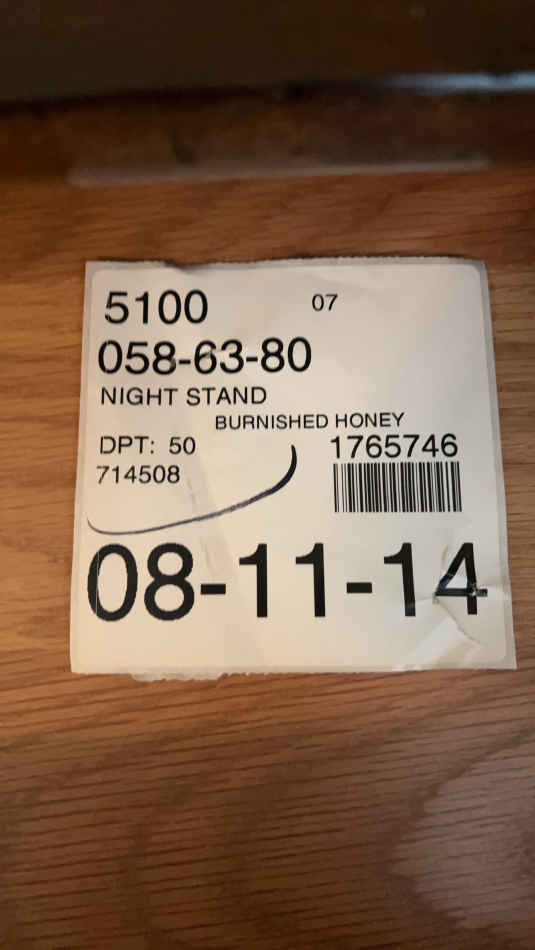 5100 07
058-63-80
NIGHT STAND
BURNISHED HONEY
DPT: 50 1765746
714508
08-11-14